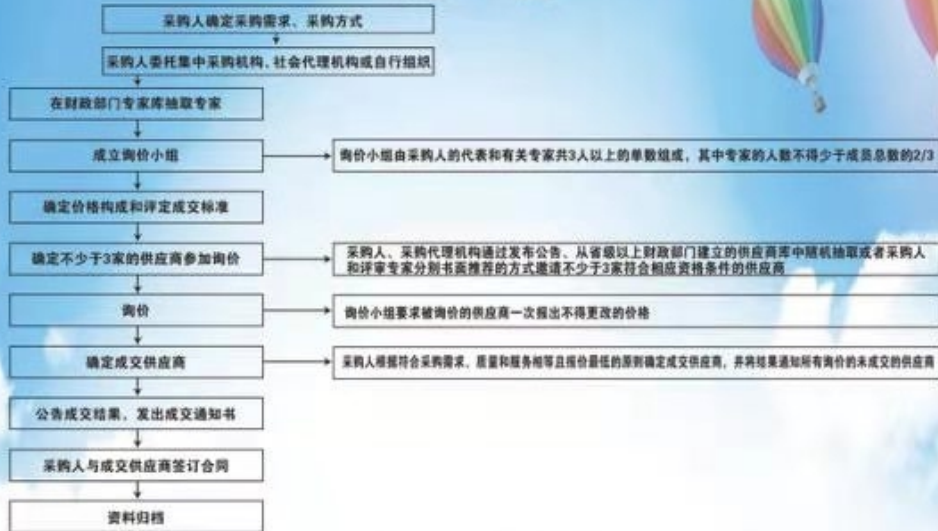 采购人确定采购需求、采购方式
采购人委托集中采购机构、社会代理机构或自行组织
在财政部门专家库抽取专家
成立询价小组
询价小组由采购人的代表和有关专家共3人以上的单数组成，其中专家的人数不得少于成员总数的2/3
确定价格构成和评定成交标准
确定不少于3家的供应商参加询价
采购人、采购代理机构通过发布公告、从省级以上财政部门建立的供应商库中随机抽取或者采购人
和评审专家分别书面推荐的方式邀请不少于3家符合相应资格条件的供应商
询价
询价小组要求被询价的供应商一次报出不得更改的价格
确定成交供应商
采购人根据符合采购需求、质量和服务相等且报价最低的原则确定成交供应商，并将结果通知所有询价的未成交的供应商
公告成交结果、发出成交通知书
采购人与成交供应商签订合同
资料归档